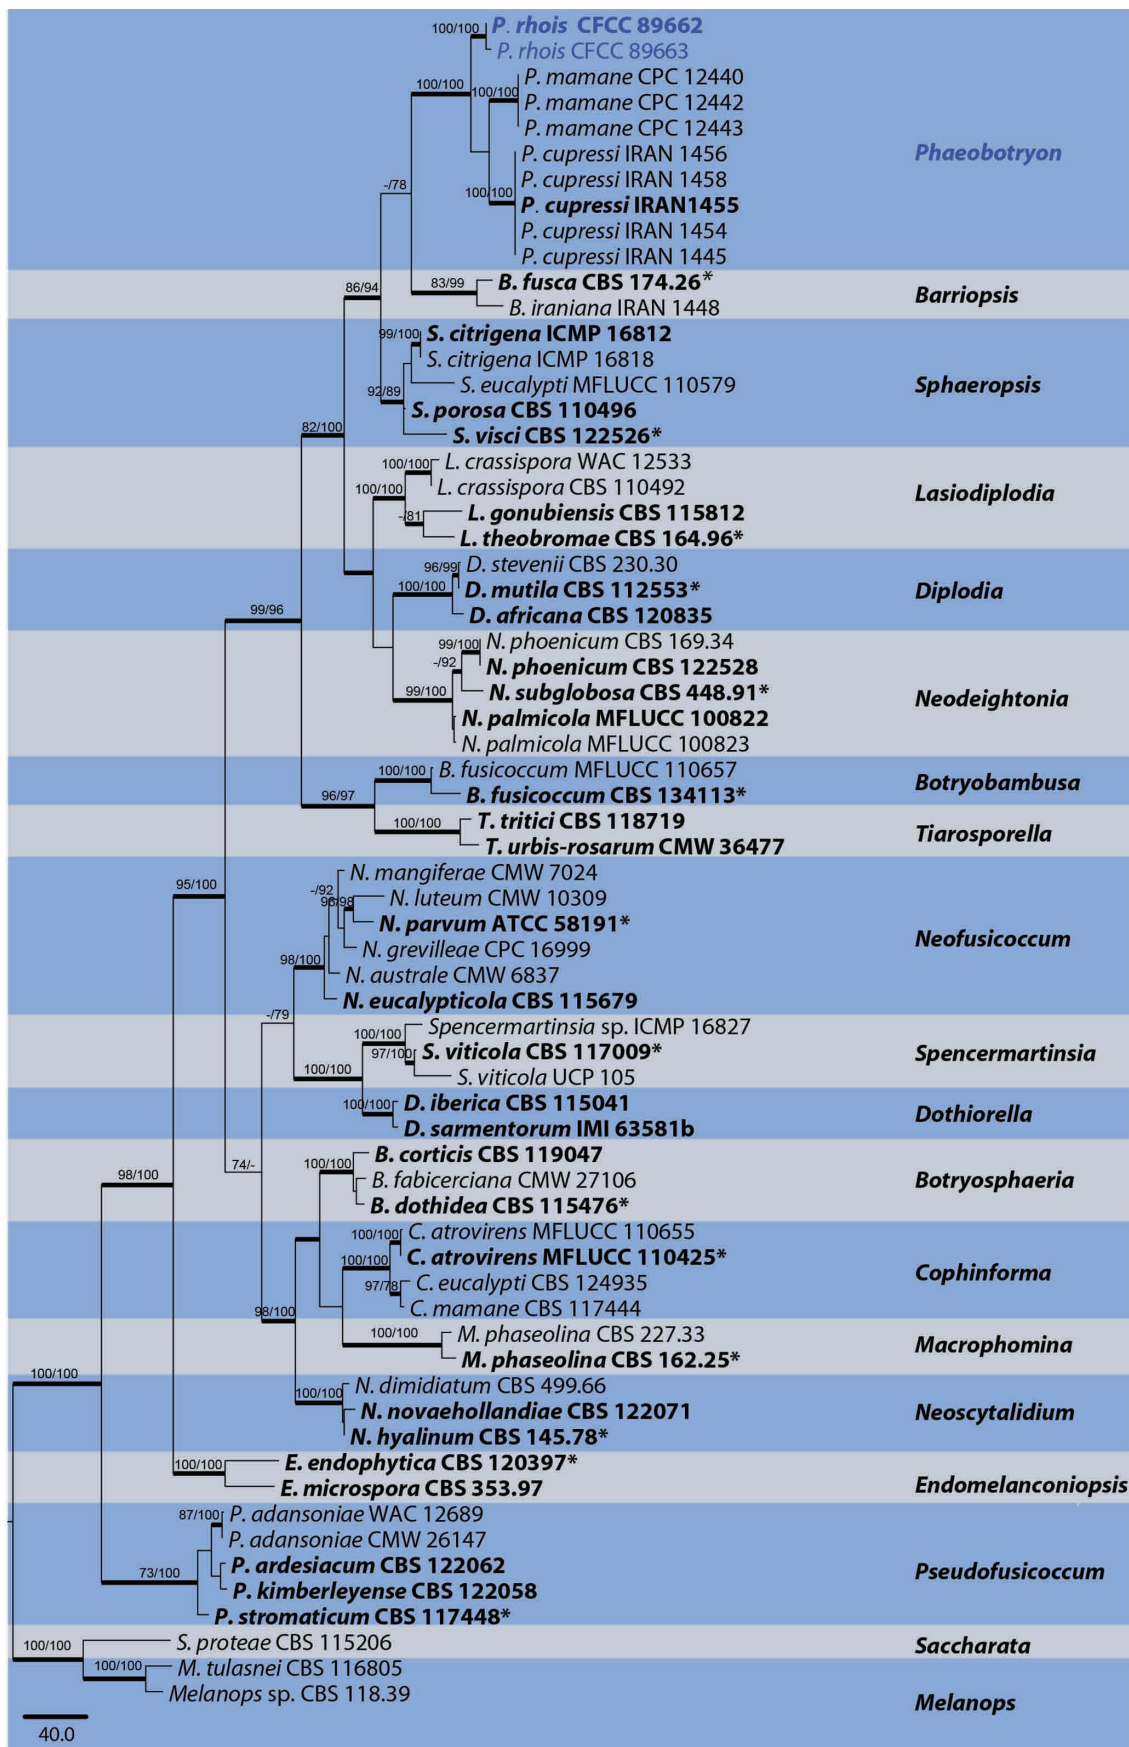 100/100
P. rhois CFCC 89662
P. rhois CFCC 89663
100/100
100/100
P. mamane CPC 12440
P. mamane CPC 12442
P. mamane CPC 12443
Phaeobotryon
P. cupressi IRAN 1456
P. cupressi IRAN 1458
-/78
100/100
P. cupressi IRAN1455
P. cupressi IRAN 1454
P. cupressi IRAN 1445
83/99
B. fusca CBS 174.26*
B. iraniana IRAN 1448
Barriopsis
86/94
99/100
S. citrigena ICMP 16812
S. citrigena ICMP 16818
S. eucalypti MFLUCC 110579
Sphaeropsis
92/89
S. porosa CBS 110496
S. visci CBS 122526*
82/100
100/100
L. crassispora WAC 12533
L. crassispora CBS 110492
Lasiodiplodia
100/100
-/81
L. gonubiensis CBS 115812
L. theobromae CBS 164.96*
96/99
D. stevenii CBS 230.30
D. mutila CBS 112553*
Diplodia
100/100
D. africana CBS 120835
99/96
99/100
N. phoenicum CBS 169.34
N. phoenicum CBS 122528
-/92
N. subglobosa CBS 448.91*
Neodeightonia
99/100
N. palmicola MFLUCC 100822
N. palmicola MFLUCC 100823
100/100
B. fusicoccum MFLUCC 110657
B. fusicoccum CBS 134113*
Botryobambusa
96/97
100/100
T. tritici CBS 118719
T. urbis-rosarum CMW 36477
Tiarosporella
95/100
N. mangiferae CMW 7024
-/92
96/98
N. luteum CMW 10309
N. parvum ATCC 58191*
N. grevilleae CPC 16999
Neofusicoccum
98/100
N. australe CMW 6837
N. eucalypticola CBS 115679
-/79
100/100
Spencermartinsia sp. ICMP 16827
97/100
S. viticola CBS 117009*
Spencermartinsia
100/100
S. viticola UCP 105
100/100
D. iberica CBS 115041
D. sarmentorum IMI 63581b
Dothiorella
74/-
98/100
100/100
B. corticis CBS 119047
B. fabicerciana CMW 27106
B. dothidea CBS 115476*
Botryosphaeria
100/100
C. atrovirens MFLUCC 110655
C. atrovirens MFLUCC 110425*
100/100
97/78
C. eucalypti CBS 124935
C. mamane CBS 117444
Cophinforma
98/100
100/100
M. phaseolina CBS 227.33
M. phaseolina CBS 162.25*
Macrophomina
100/100
100/100
N. dimidiatum CBS 499.66
N. novaehollandiae CBS 122071
N. hyalinum CBS 145.78*
Neoscytalidium
100/100
E. endophytica CBS 120397*
E. microspora CBS 353.97
Endomelanconiopsis
87/100
P. adansoniae WAC 12689
P. adansoniae CMW 26147
73/100
P. ardesiacum CBS 122062
P. kimberleyense CBS 122058
P. stromaticum CBS 117448*
Pseudofusicoccum
100/100
S. proteae CBS 115206
Saccharata
100/100
M. tulasnei CBS 116805
Melanops sp. CBS 118.39
Melanops
40.0